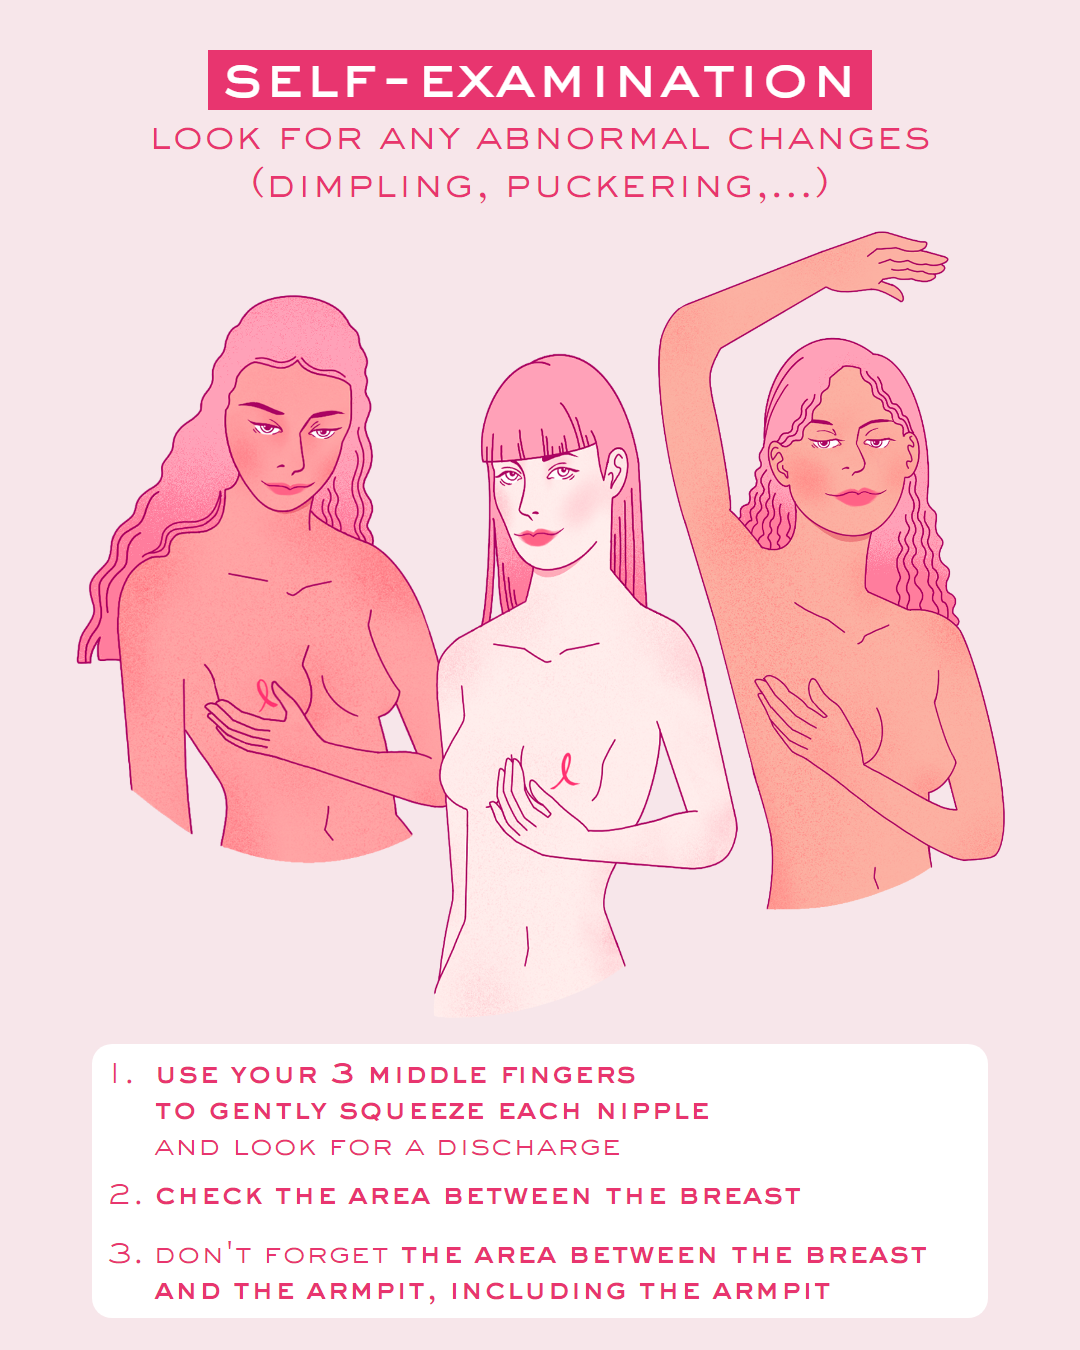 SELF-EXAMINATION
LOOK FOR ANY ABNORMAL CHANGES
(DIMPLING, PUCKERING,...)
1. USE YOUR 3 MIDDLE FINGERS
TO GENTLY SQUEEZE EACH NIPPLE
AND LOOK FOR A DISCHARGE
2. CHECK THE AREA BETWEEN THE BREAST
3. DON'T FORGET THE AREA BETWEEN THE BREAST
AND THE ARMPIT, INCLUDING THE ARMPIT